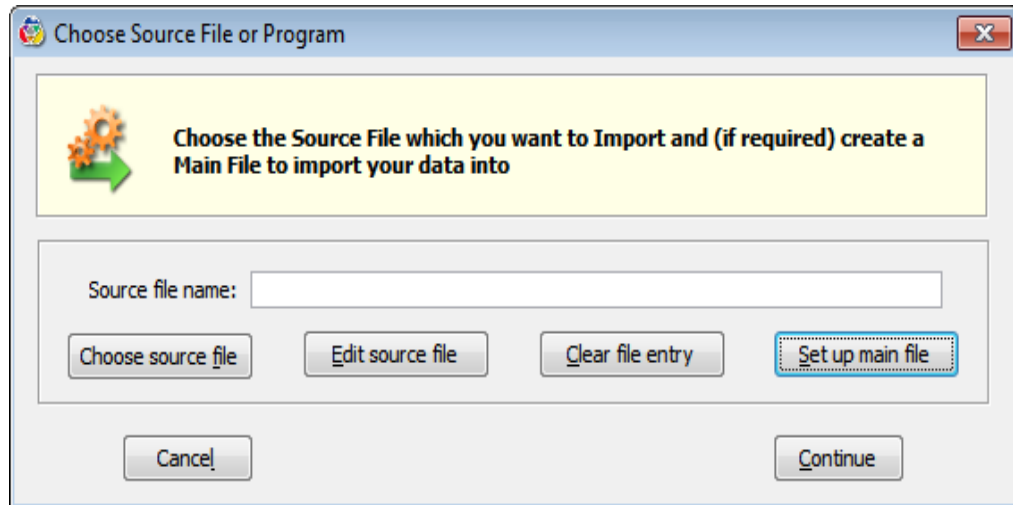 Choose Source File or Program
Choose the Source File which you want to Import and (if required) create a
Main File to import your data into
Source file name:
Choose source file
Edit source file
Clear file entry
Set up main file
Cancel
Continue